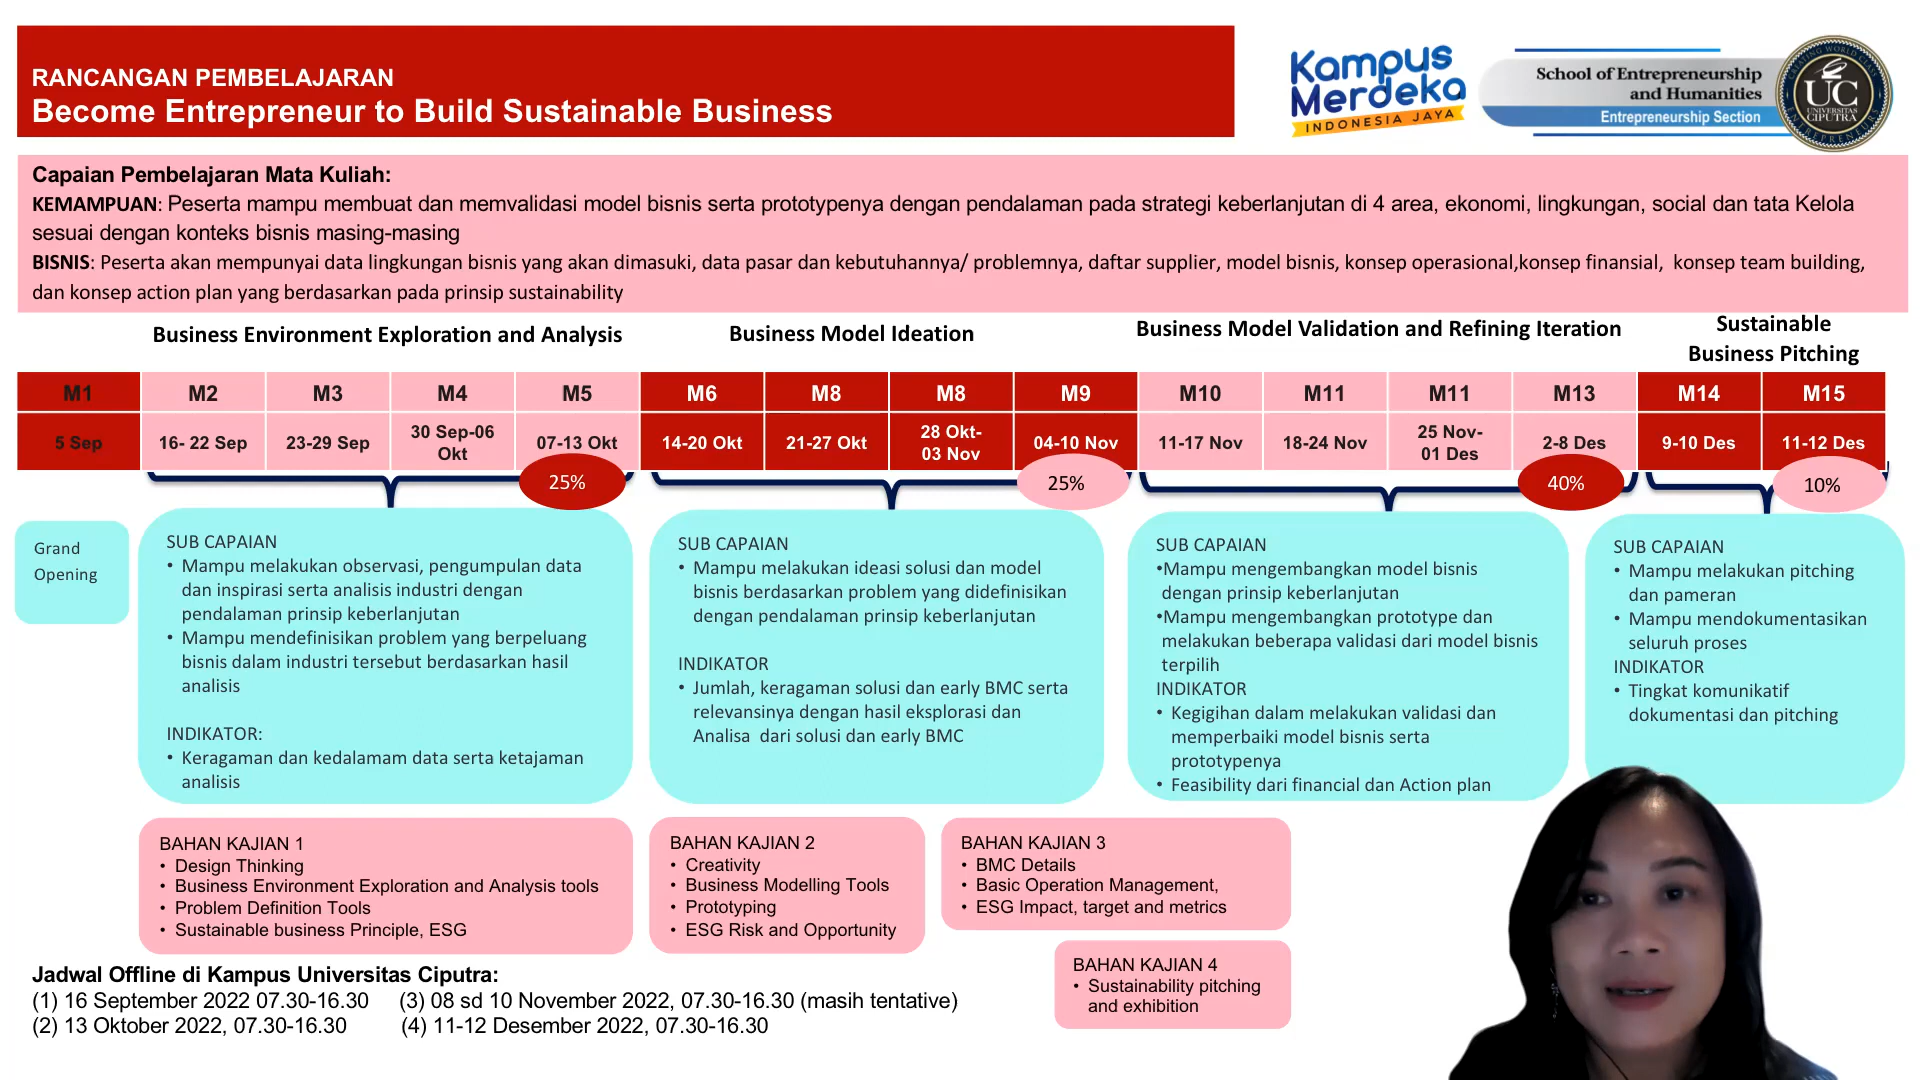 RANCANGAN PEMBELAJARAN
Become Entrepreneur to Build Sustainable Business
Kampus
Merdeka
INDONESIA JAYA
School of Entrepreneurship
and Humanities
Entrepreneurship Section
UC
UNIVERSITAS
CIPUTRA
Capaian Pembelajaran Mata Kuliah:
KEMAMPUAN: Peserta mampu membuat dan memvalidasi model bisnis serta prototypenya dengan pendalaman pada strategi keberlanjutan di 4 area, ekonomi, lingkungan, social dan tata Kelola
sesuai dengan konteks bisnis masing-masing
BISNIS: Peserta akan mempunyai data lingkungan bisnis yang akan dimasuki, data pasar dan kebutuhannya/ problemnya, daftar supplier, model bisnis, konsep operasional,konsep finansial, konsep team building,
dan konsep action plan yang berdasarkan pada prinsip sustainability
Business Environment Exploration and Analysis
Business Model Ideation
Business Model Validation and Refining Iteration
Sustainable
Business Pitching
M1 M2 M3 M4 M5 M6 M8 M8 M9 M10 M11 M11 M13 M14 M15
5 Sep
16- 22 Sep
23-29 Sep
30 Sep-06
Okt
07-13 Okt
14-20 Okt
21-27 Okt
28 Okt-
03 Nov
04-10 Nov
11-17 Nov
18-24 Nov
25 Nov-
01 Des
2-8 Des
9-10 Des
11-12 Des
25%
25%
40%
10%
Grand
Opening
SUB CAPAIAN
• Mampu melakukan observasi, pengumpulan data
dan inspirasi serta analisis industri dengan
pendalaman prinsip keberlanjutan
• Mampu mendefinisikan problem yang berpeluang
bisnis dalam industri tersebut berdasarkan hasil
analisis
INDIKATOR:
• Keragaman dan kedalamam data serta ketajaman
analisis
SUB CAPAIAN
• Mampu melakukan ideasi solusi dan model
bisnis berdasarkan problem yang didefinisikan
dengan pendalaman prinsip keberlanjutan
INDIKATOR
• Jumlah, keragaman solusi dan early BMC serta
relevansinya dengan hasil eksplorasi dan
Analisa dari solusi dan early BMC
SUB CAPAIAN
•Mampu mengembangkan model bisnis
dengan prinsip keberlanjutan
•Mampu mengembangkan prototype dan
melakukan beberapa validasi dari model bisnis
terpilih
INDIKATOR
• Kegigihan dalam melakukan validasi dan
memperbaiki model bisnis serta
prototypenya
• Feasibility dari financial dan Action plan
SUB CAPAIAN
• Mampu melakukan pitching
dan pameran
• Mampu mendokumentasikan
seluruh proses
INDIKATOR
• Tingkat komunikatif
dokumentasi dan pitching
BAHAN KAJIAN 1
• Design Thinking
• Business Environment Exploration and Analysis tools
• Problem Definition Tools
• Sustainable business Principle, ESG
BAHAN KAJIAN 2
• Creativity
• Business Modelling Tools
• Prototyping
• ESG Risk and Opportunity
BAHAN KAJIAN 3
• BMC Details
• Basic Operation Management,
• ESG Impact, target and metrics
BAHAN KAJIAN 4
• Sustainability pitching
and exhibition
Jadwal Offline di Kampus Universitas Ciputra:
(1) 16 September 2022 07.30-16.30 (3) 08 sd 10 November 2022, 07.30-16.30 (masih tentative)
(2) 13 Oktober 2022, 07.30-16.30 (4) 11-12 Desember 2022, 07.30-16.30